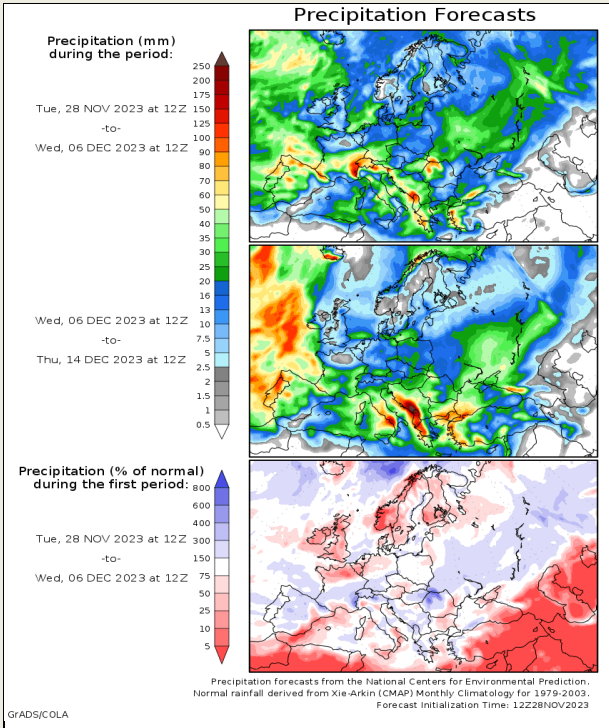 Precipitation Forecasts
Precipitation (mm)
during the period:
250
200
175
150
125
100
90
80
70
60
50
40
35
30
25
20
16
13
10
7.5
5
2.5
2
1.5
1
0.5
Tue, 28 NOV 2023 at 12Z
-to-
Wed, 06 DEC 2023 at 12Z
Wed, 06 DEC 2023 at 12Z
-to-
Thu, 14 DEC 2023 at 12Z
Precipitation (% of normal)
during the first period:
800
600
400
300
150
75
50
25
10
5
Tue, 28 NOV 2023 at 12Z
-to-
Wed, 06 DEC 2023 at 12Z
Precipitation forecasts from the National Centers for Environmental Prediction.
Normal rainfall derived from Xie-Arkin (CMAP) Monthly Climatology for 1979-2003.
Forecast Initialization Time: 12Z28NOV2023
GrADS/COLA